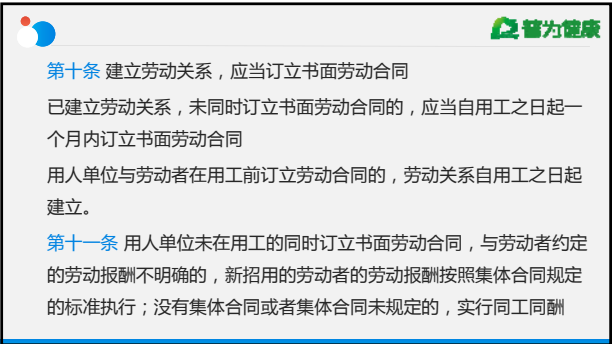 普为健康
第十条 建立劳动关系，应当订立书面劳动合同
已建立劳动关系，未同时订立书面劳动合同的，应当自用工之日起一
个月内订立书面劳动合同
用人单位与劳动者在用工前订立劳动合同的，劳动关系自用工之日起
建立。
第十一条 用人单位未在用工的同时订立书面劳动合同，与劳动者约定
的劳动报酬不明确的，新招用的劳动者的劳动报酬按照集体合同规定
的标准执行；没有集体合同或者集体合同未规定的，实行同工同酬